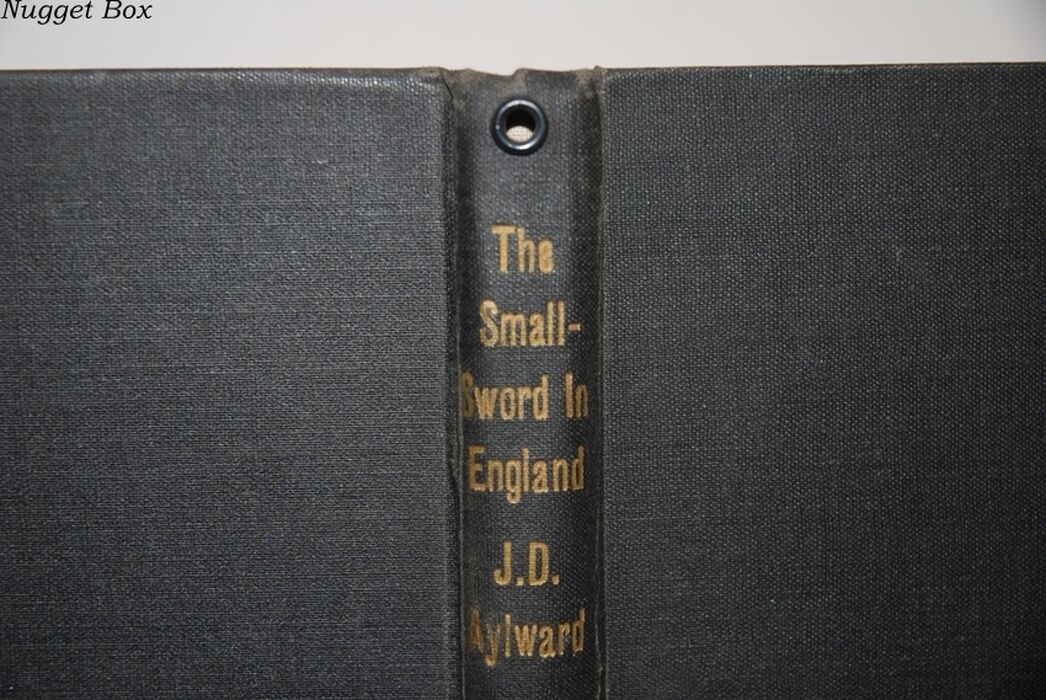 Nugget Box
The
Small-
Sword In
England
J.D.
Aylward